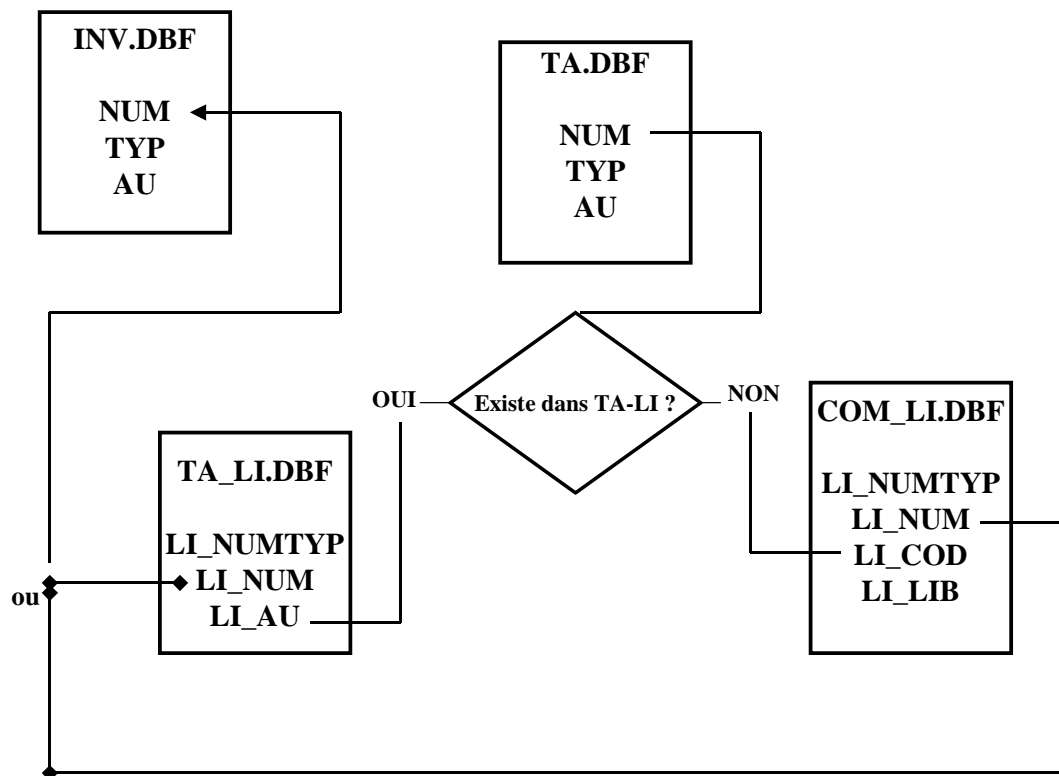 INV.DBF
NUM
TYP
AU
TA.DBF
NUM
TYP
AU
OUI
Existe dans TA-LI ?
NON
TA_LI.DBF
LI_NUMTYP
LI_NUM
LI_AU
COM_LI.DBF
LI_NUMTYP
LI_NUM
LI_COD
LI_LIB
ou